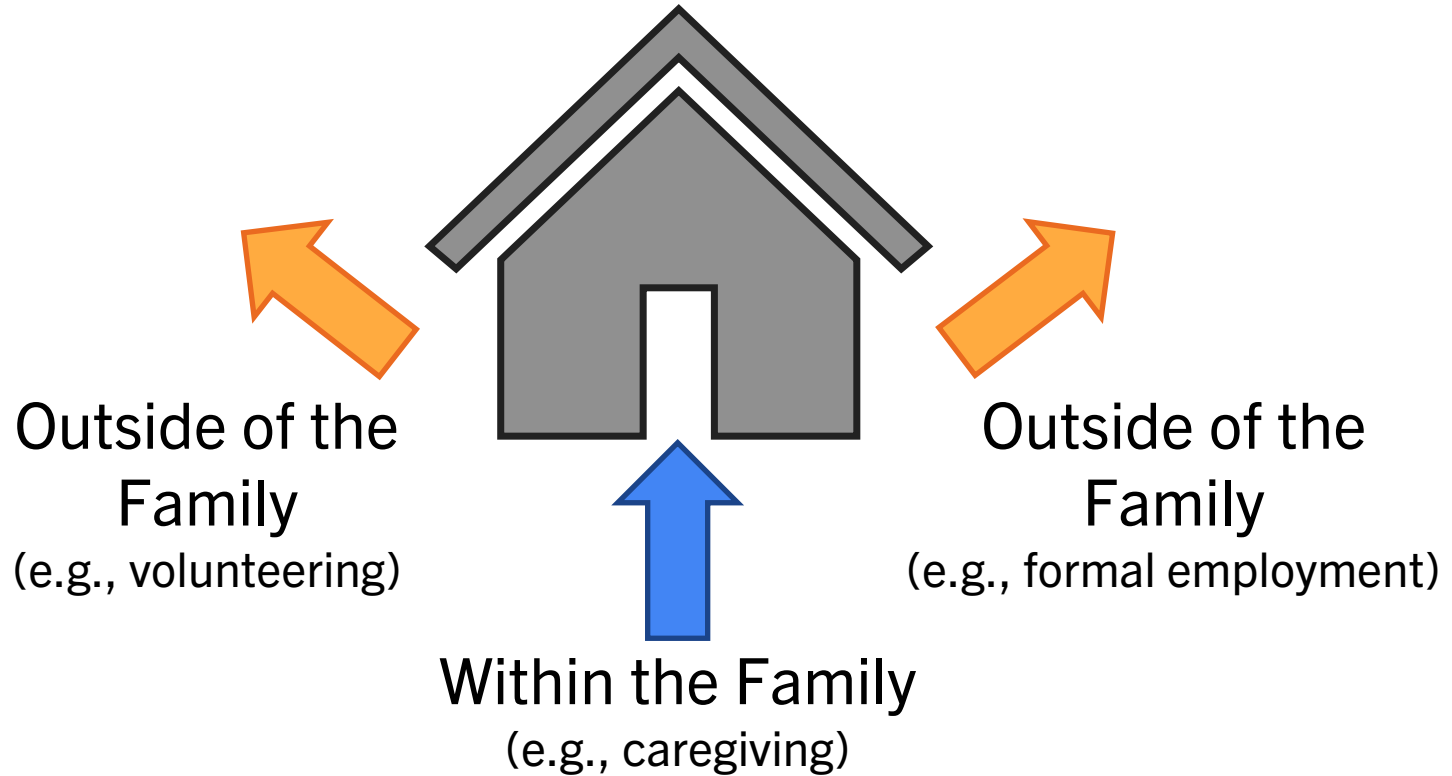 Outside of the
Family
(e.g., volunteering)
Outside of the
Family
(e.g., formal employment)
Within the Family
(e.g., caregiving)